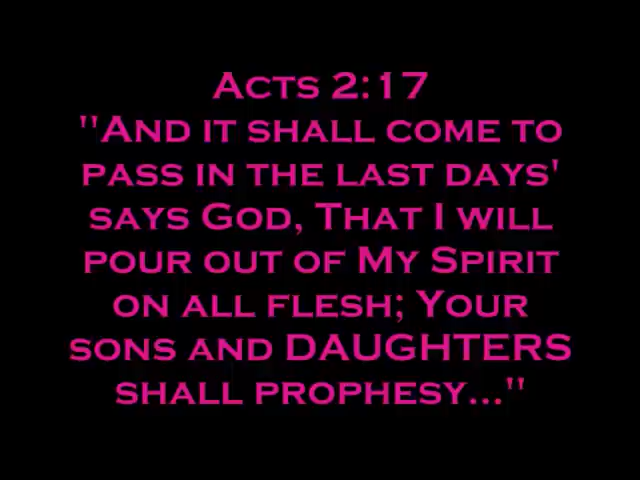 Acts 2:17
"And it shall come to
pass in the last days'
says God, That I will
pour out of My Spirit
on all flesh; Your
sons and DAUGHTERS
shall prophesy..."